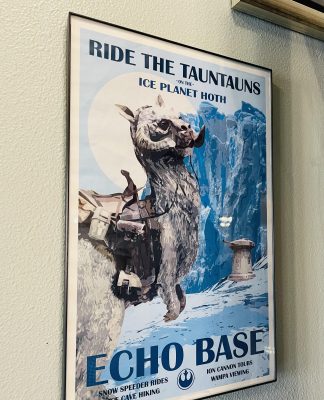 RIDE THE TAUNTAUNS
- ON THE -
ICE PLANET HOTH
ECHO BASE
SNOW SPEEDER RIDES
ICE CAVE HIKING
ION CANNON TOURS
WAMPA VIEWING